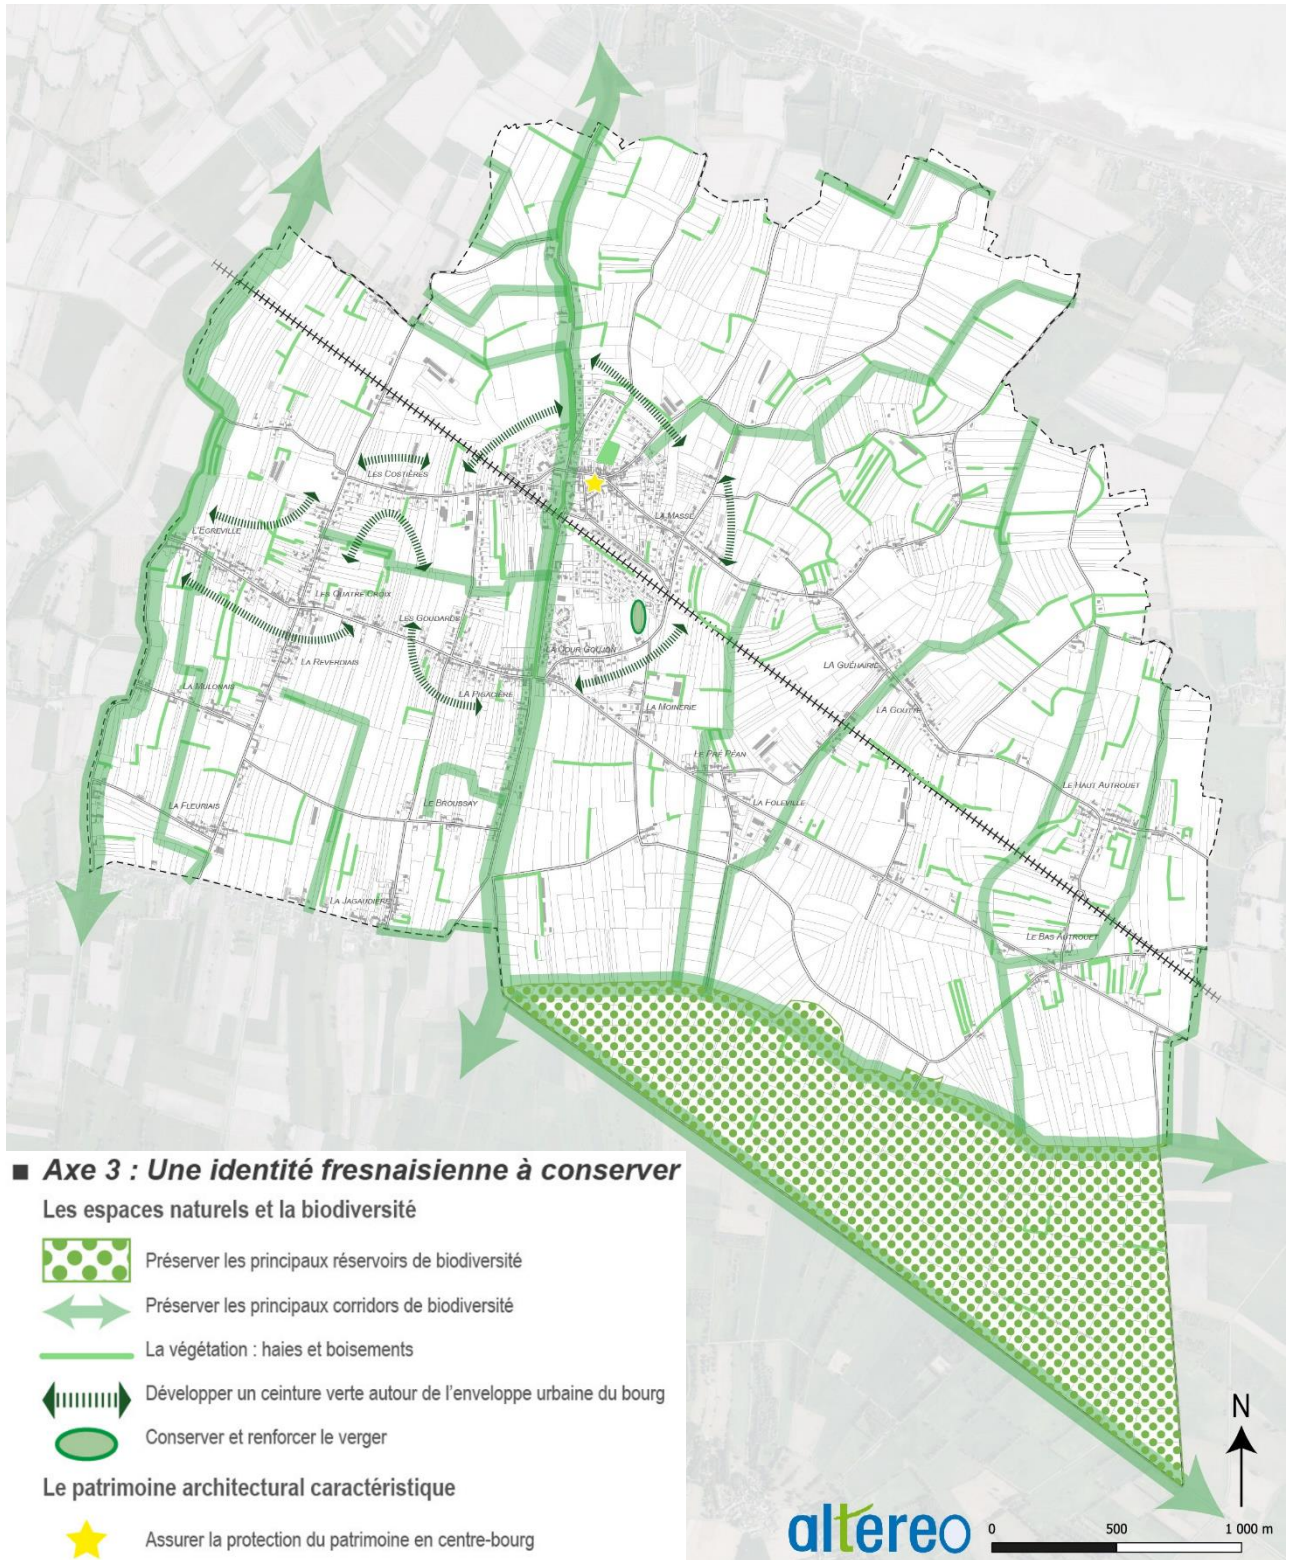 LES COSTIÈRES
LA MASSE
L'EGREVILLE
LES QUATRE CROIX
LES GOUDARDS
LA COUR GOUJON
LA REVERDIAIS
LA GUÉHAIRIE
LA MULONAIS
LA PIGACIÈRE
LA MOINERIE
LA GOUTTE
LE PRÉ PÉAN
LE HAUT AUTROUET
LA FLEURIAIS
LE BROUSSAY
LA FOLEVILLE
LA JAGAUDIÈRE
LE BAS AUTROUET
■ Axe 3 : Une identité fresnaisienne à conserver
Les espaces naturels et la biodiversité
Préserver les principaux réservoirs de biodiversité
Préserver les principaux corridors de biodiversité
La végétation : haies et boisements
Développer un ceinture verte autour de l'enveloppe urbaine du bourg
Conserver et renforcer le verger
Le patrimoine architectural caractéristique
Assurer la protection du patrimoine en centre-bourg
N
altereo
0 500 1 000 m